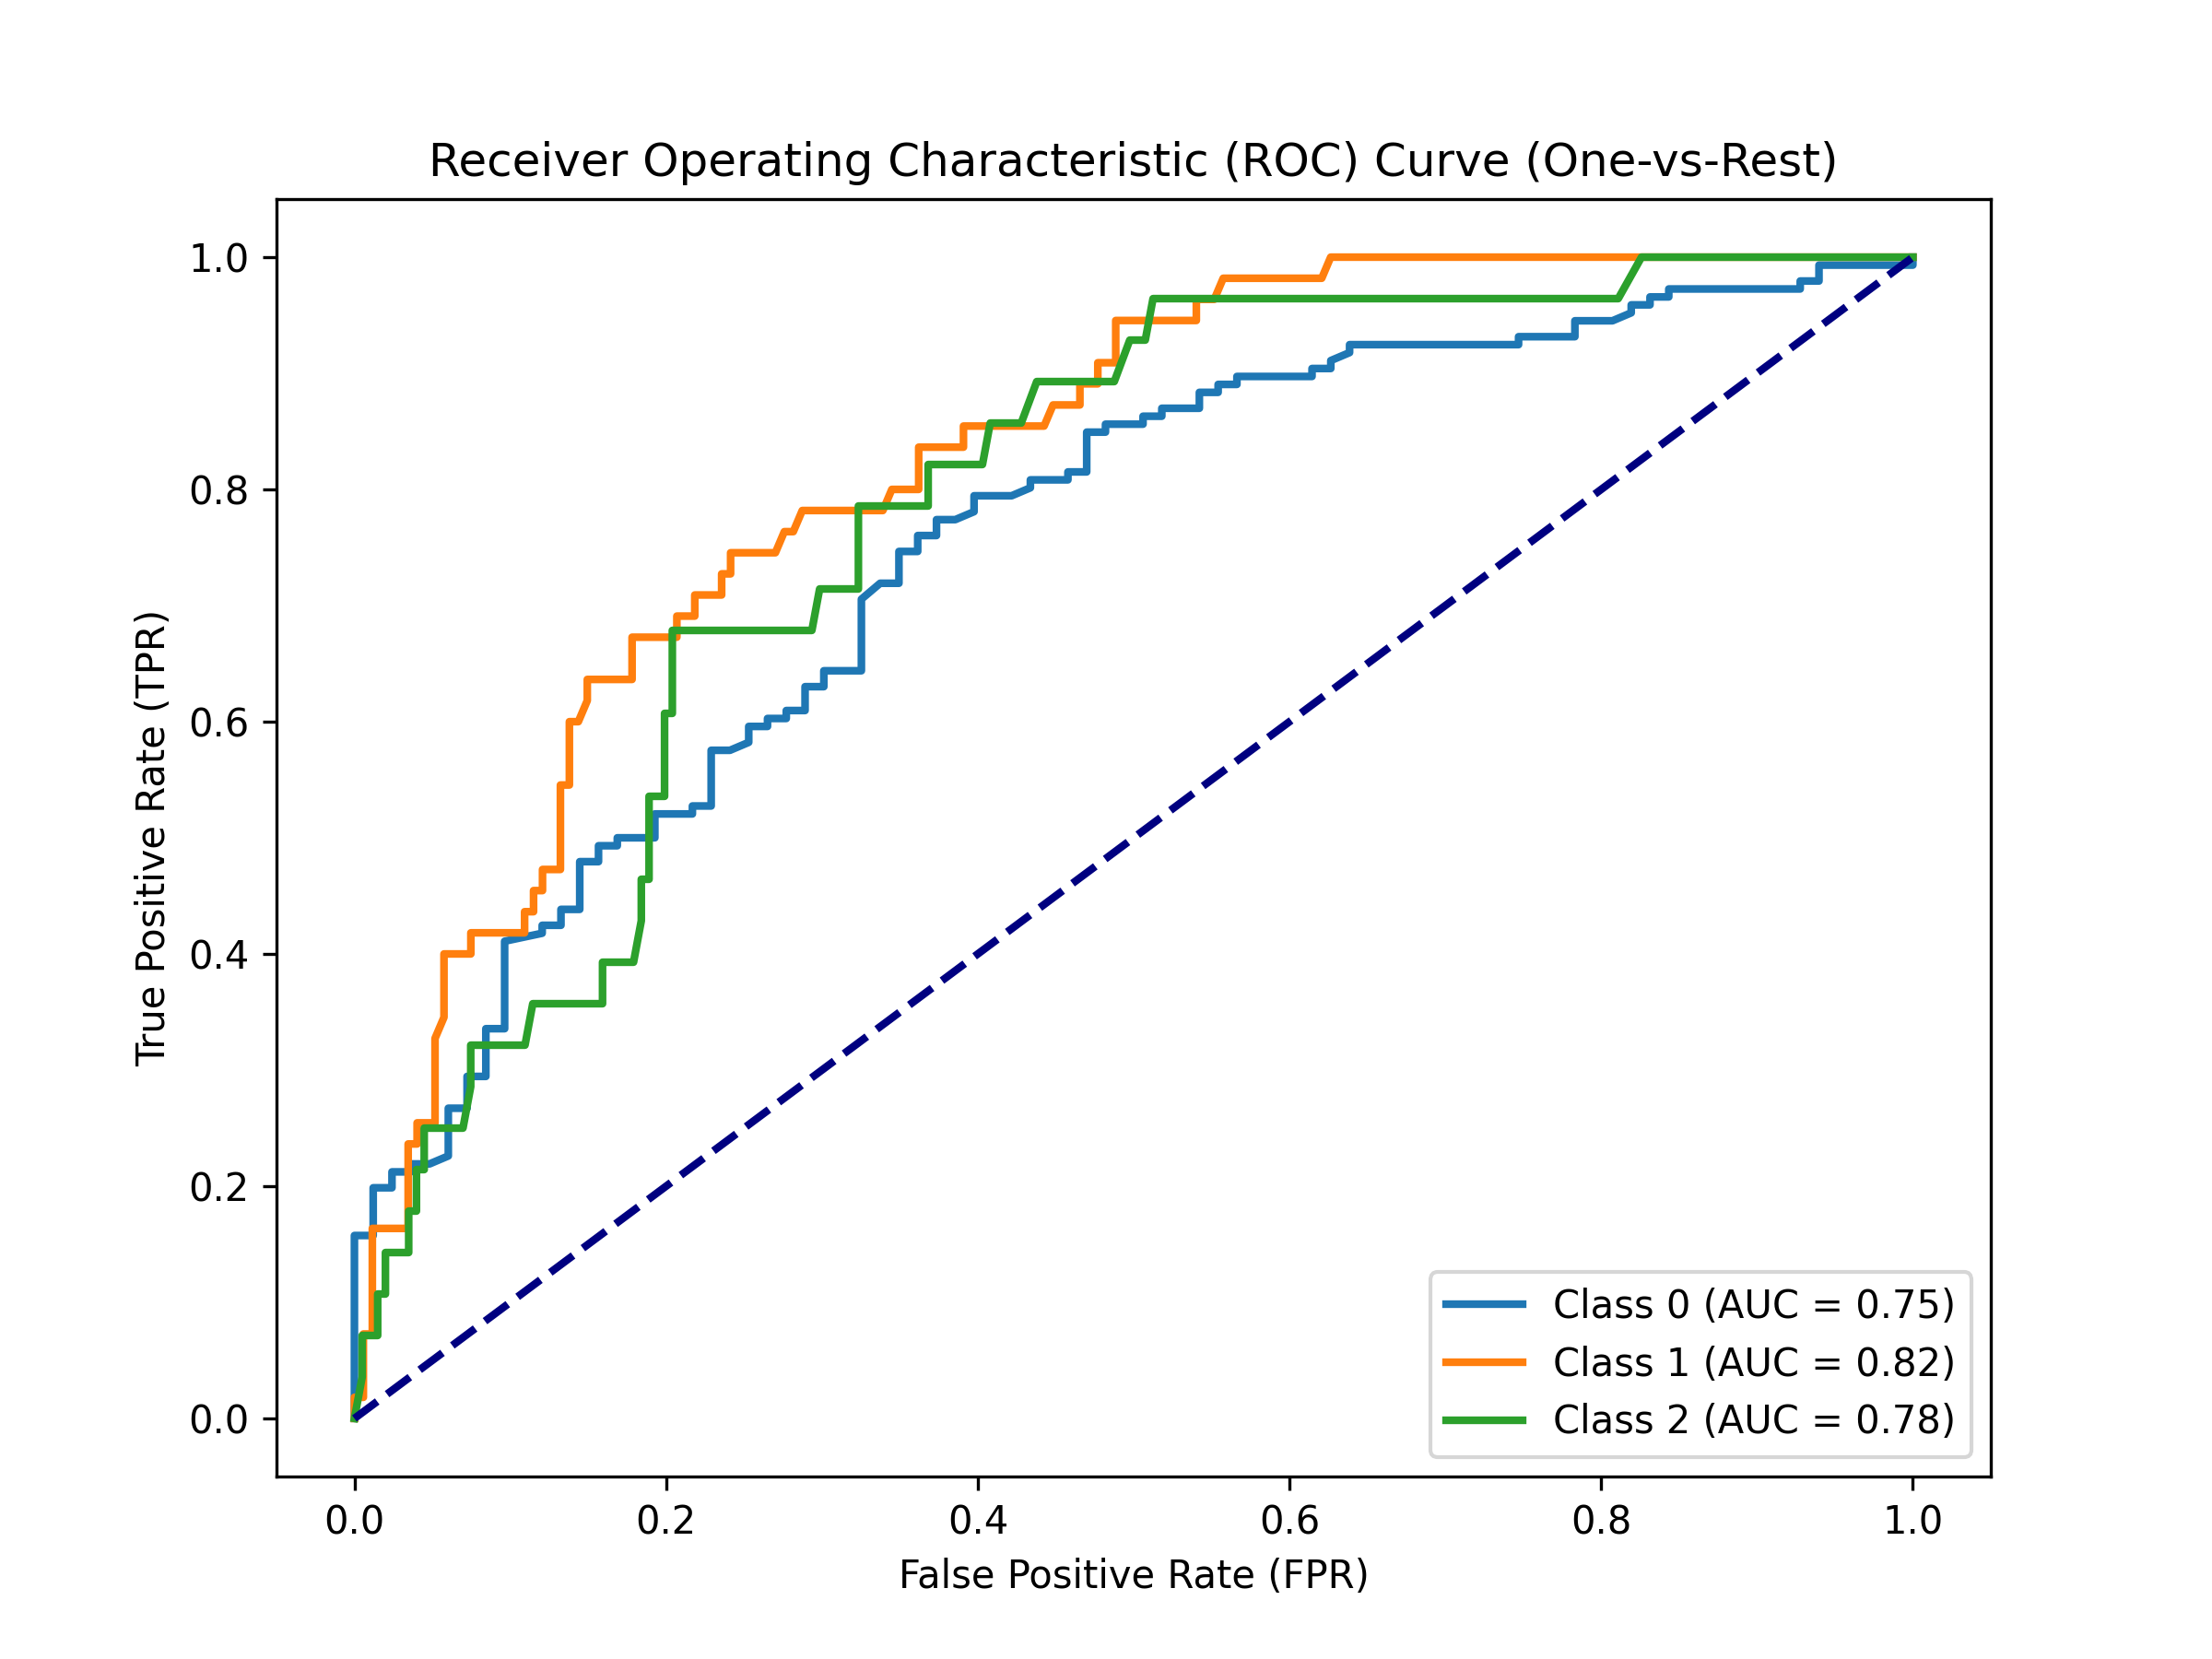 Receiver Operating Characteristic (ROC) Curve (One-vs-Rest)
True Positive Rate (TPR)
1.0
0.8
0.6
0.4
0.2
0.0
Class 0 (AUC = 0.75)
Class 1 (AUC = 0.82)
Class 2 (AUC = 0.78)
0.0 0.2 0.4 0.6 0.8 1.0
False Positive Rate (FPR)